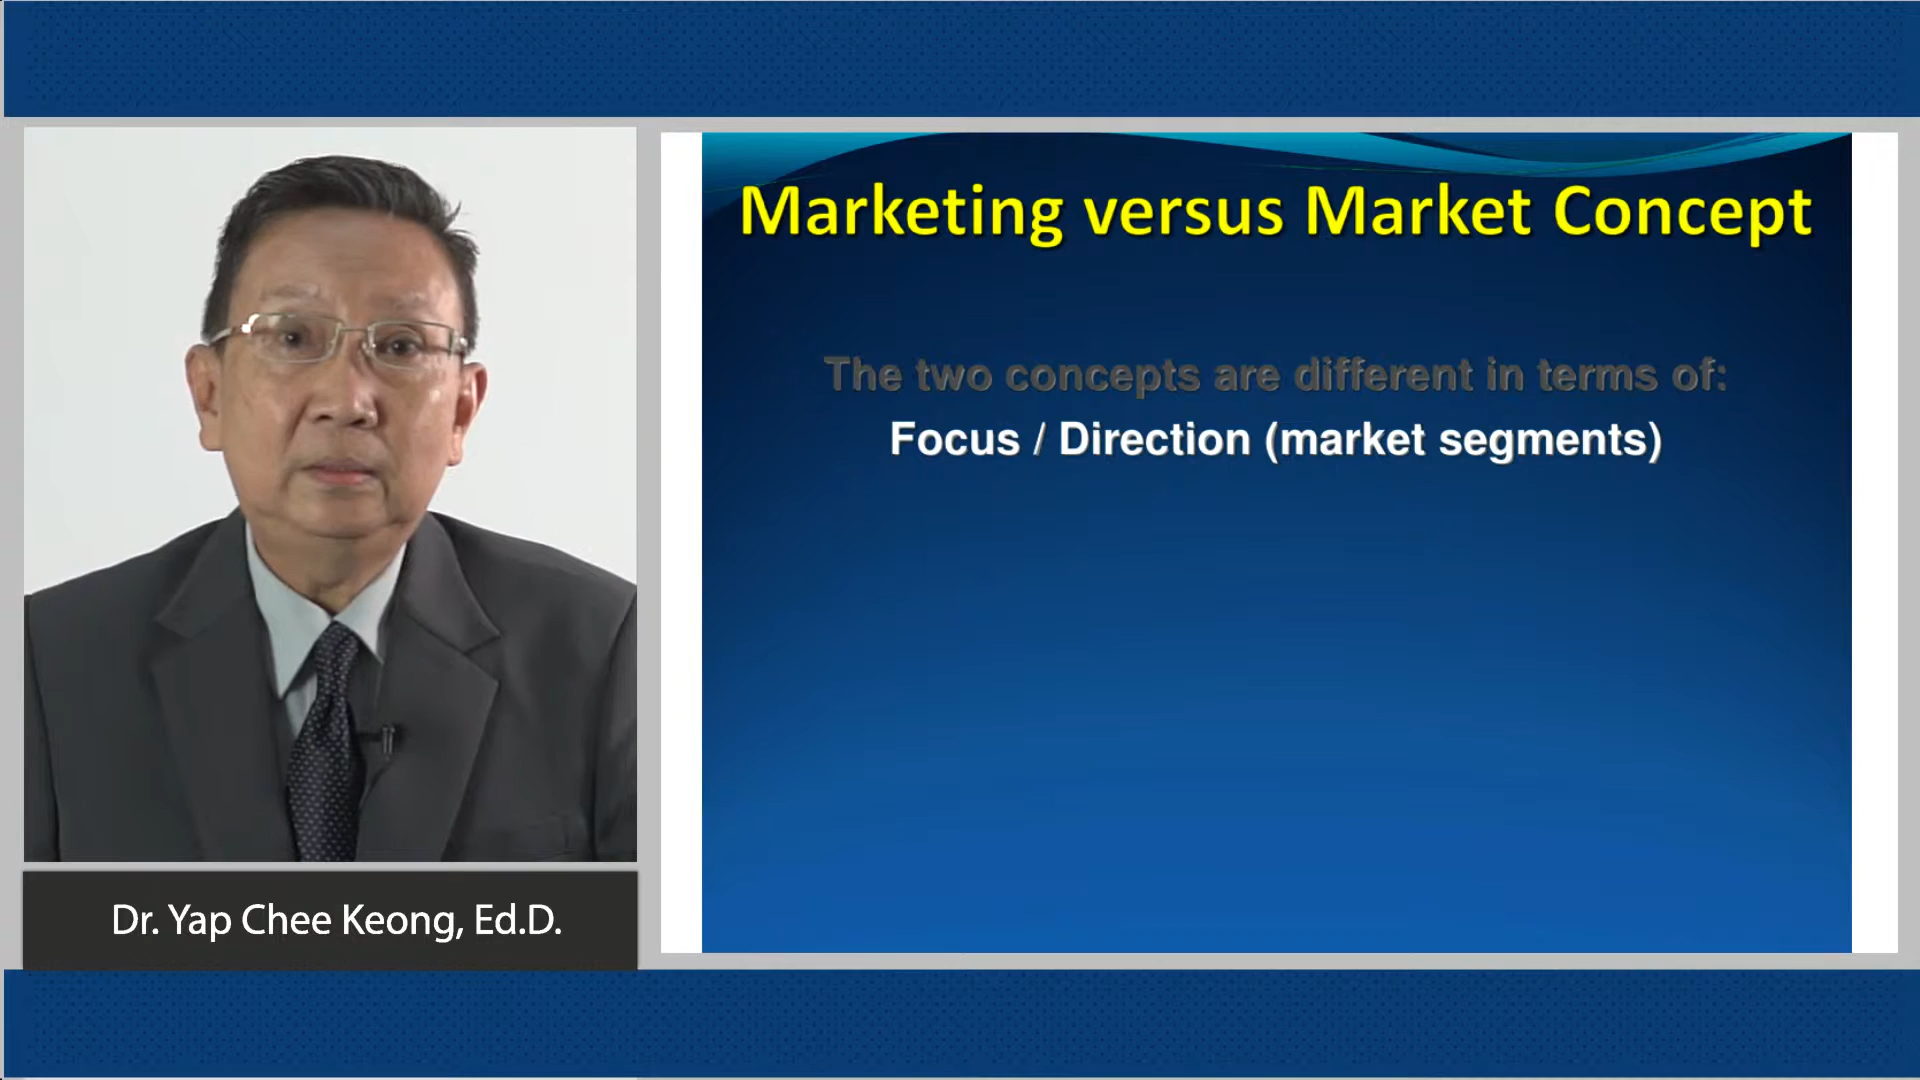 Marketing versus Market Concept
The two concepts are different in terms of:
Focus / Direction (market segments)
Dr. Yap Chee Keong, Ed.D.